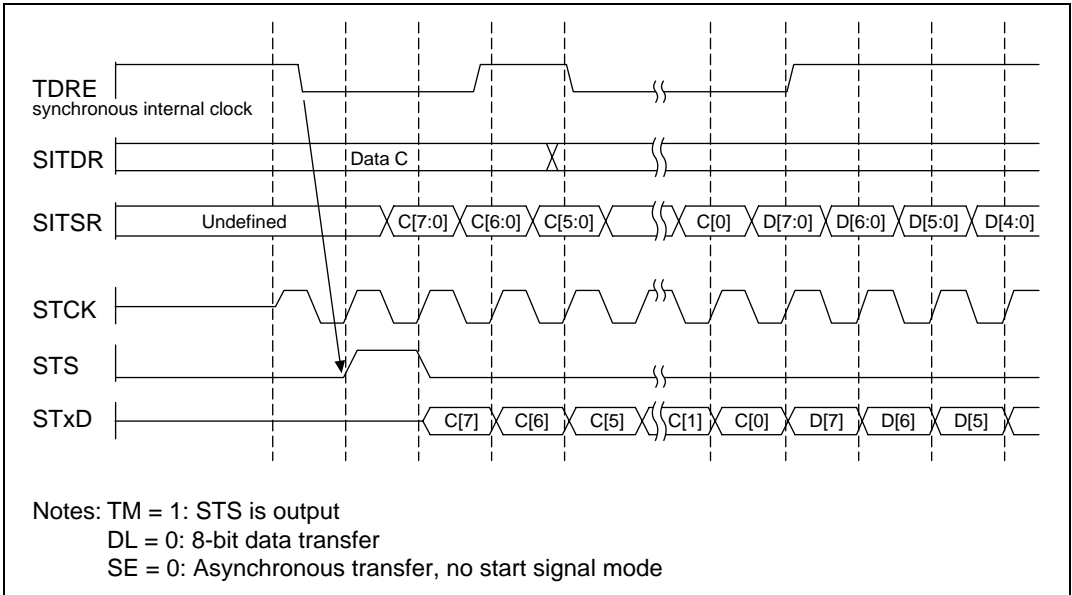 TDRE
synchronous internal clock
SITDR Data C
SITSR Undefined C[7:0] C[6:0] C[5:0] C[0] D[7:0] D[6:0] D[5:0] D[4:0]
STCK
STS
STxD C[7] C[6] C[5] C[1] C[0] D[7] D[6] D[5]
Notes: TM = 1: STS is output
DL = 0: 8-bit data transfer
SE = 0: Asynchronous transfer, no start signal mode